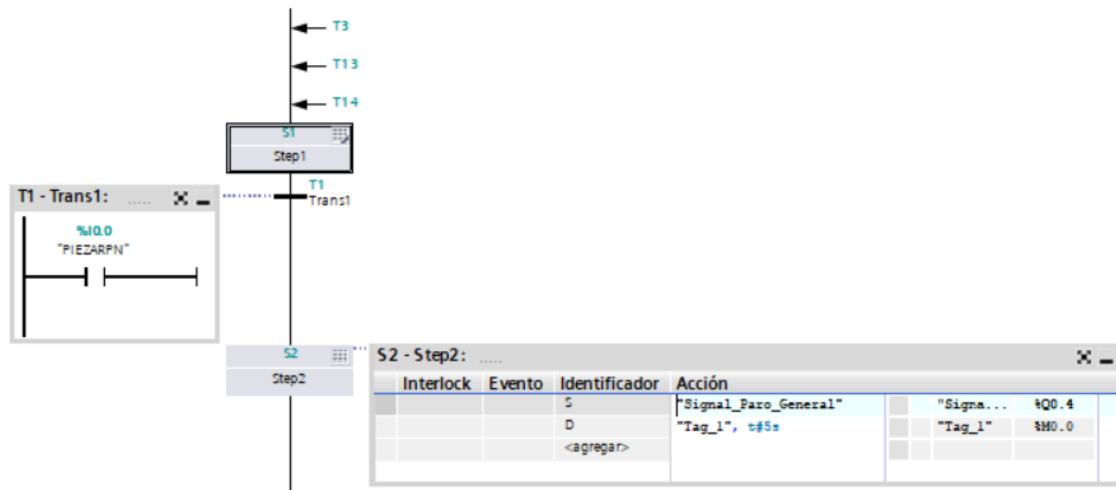 T3
T13
T14
S1
Step1
T1
Trans1
T1 - Trans1: .....
%I0.0
"PIEZARPN"
S2
Step2
S2 - Step2: .....
Interlock Evento Identificador Acción
S "Signal_Paro_General" "Signa... %Q0.4
D "Tag_1", t#5s "Tag_1" %M0.0
<agregar>